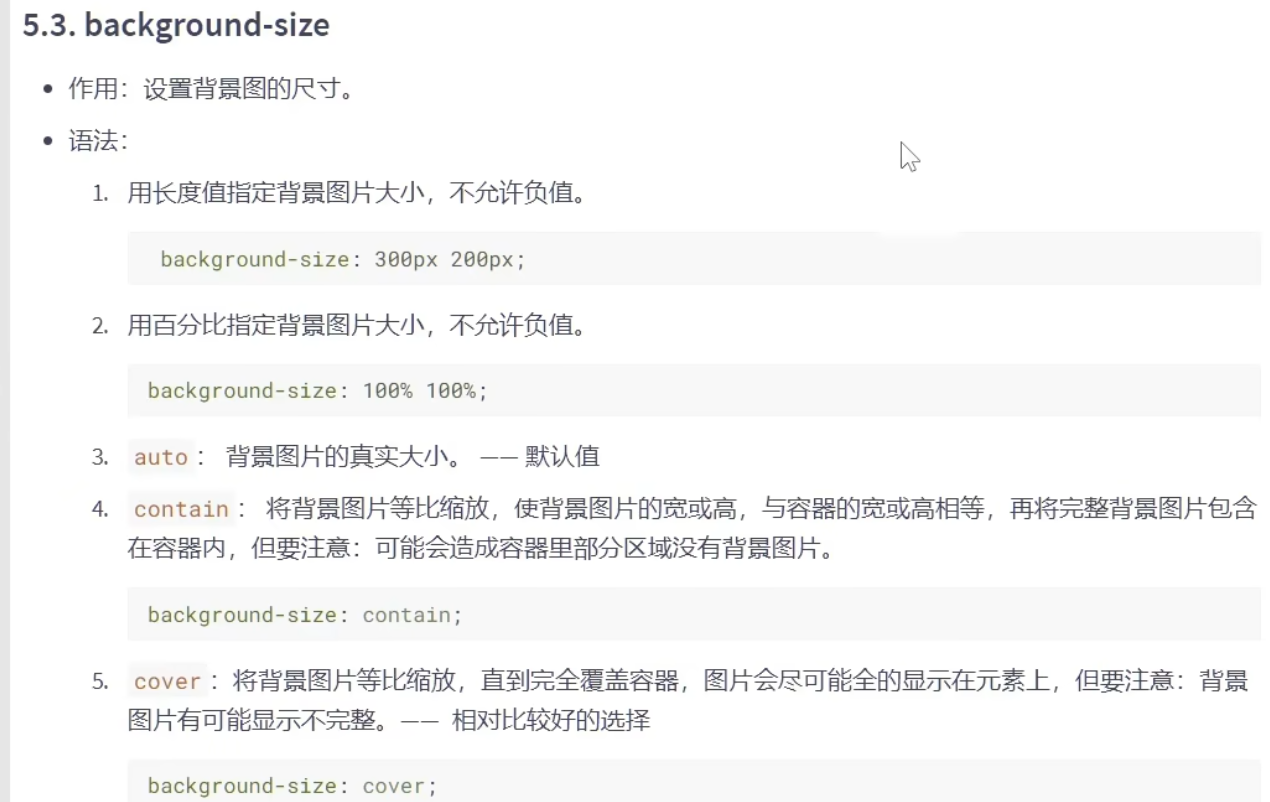 5.3. background-size
• 作用：设置背景图的尺寸。
• 语法：
1. 用长度值指定背景图片大小，不允许负值。
background-size: 300px 200px;
2. 用百分比指定背景图片大小，不允许负值。
background-size: 100% 100%;
3. auto： 背景图片的真实大小。 —— 默认值
4. contain： 将背景图片等比缩放，使背景图片的宽或高，与容器的宽或高相等，再将完整背景图片包含
在容器内，但要注意：可能会造成容器里部分区域没有背景图片。
background-size: contain;
5. cover：将背景图片等比缩放，直到完全覆盖容器，图片会尽可能全的显示在元素上，但要注意：背景
图片有可能显示不完整。—— 相对比较好的选择
background-size: cover;